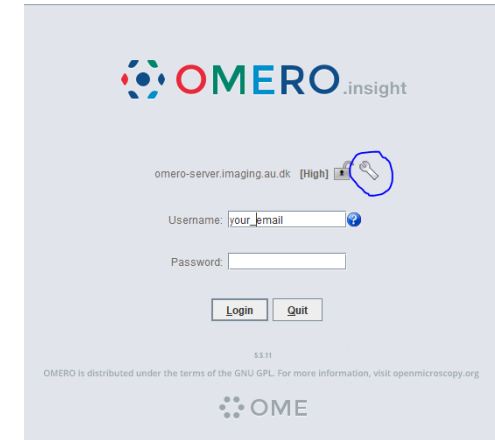 OMERO.insight
omero-server.imaging.au.dk [High]
Username: your_email
Password:
Login Quit
5.5.11
OMERO is distributed under the terms of the GNU GPL. For more information, visit openmicroscopy.org
OME